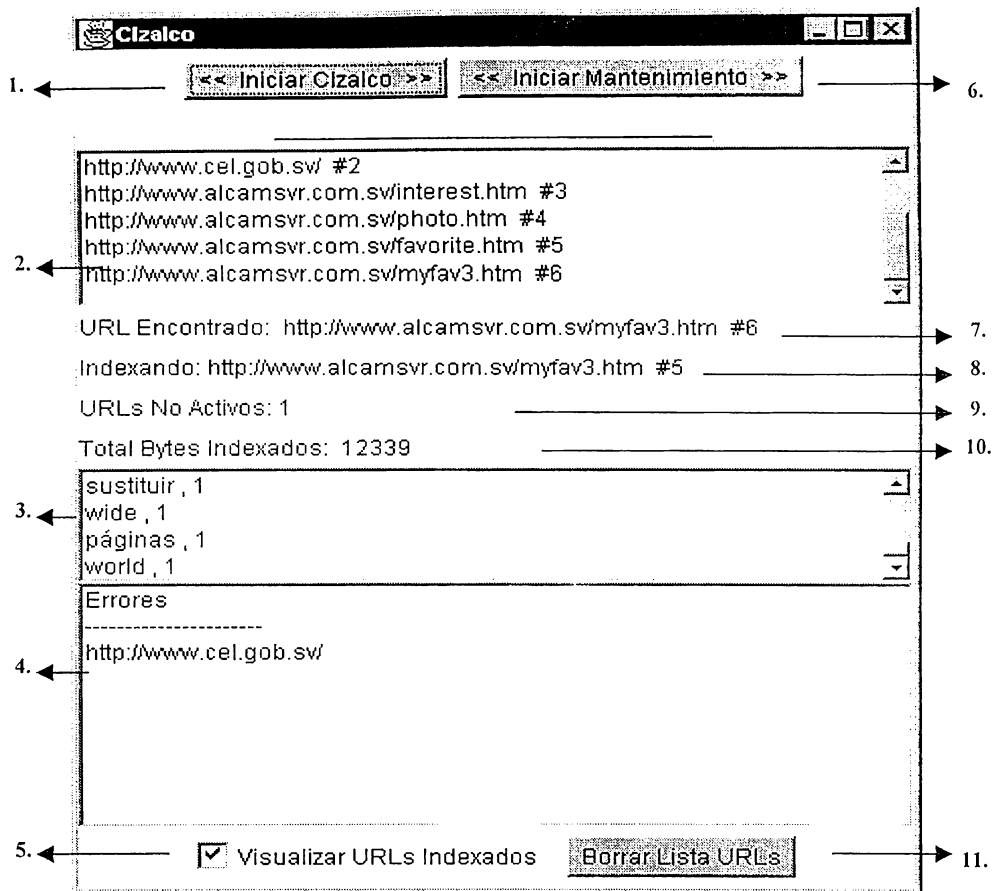 Cizalco
1. << Iniciar Cizalco >> << Iniciar Mantenimiento >> 6.
http://www.cel.gob.sv/ #2
http://www.alcamsvr.com.sv/interest.htm #3
http://www.alcamsvr.com.sv/photo.htm #4
http://www.alcamsvr.com.sv/favorite.htm #5
2. http://www.alcamsvr.com.sv/myfav3.htm #6
URL Encontrado: http://www.alcamsvr.com.sv/myfav3.htm #6 7.
Indexando: http://www.alcamsvr.com.sv/myfav3.htm #5 8.
URLs No Activos: 1 9.
Total Bytes Indexados: 12339 10.
sustituir , 1
3. wide , 1
páginas , 1
world , 1
Errores
---------------------
http://www.cel.gob.sv/
4.
5. Visualizar URLs Indexados Borrar Lista URLs 11.